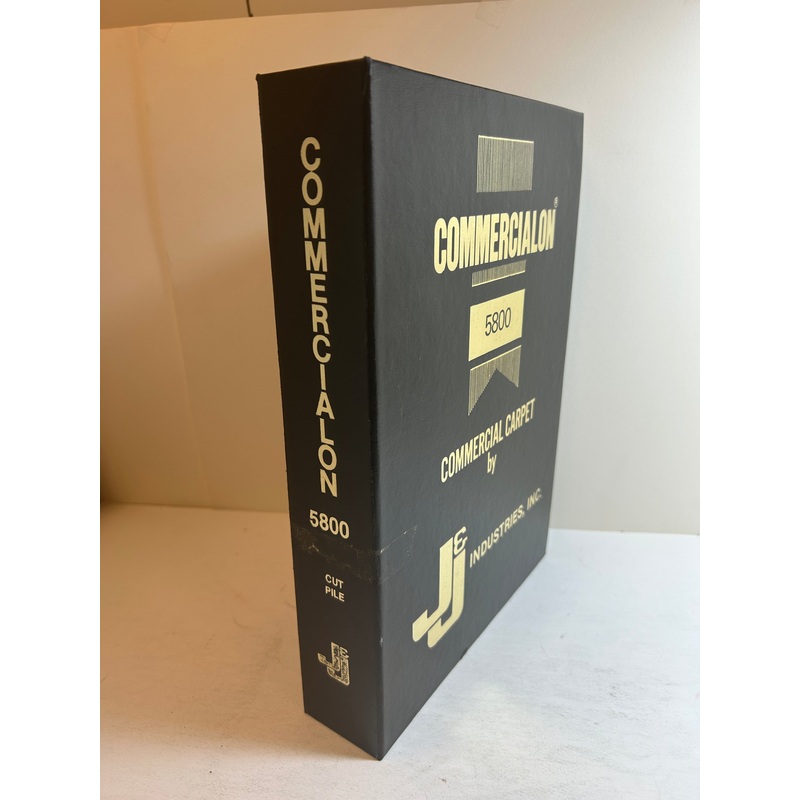 COMMERCIALON
5800
CUT
PILE
J&J
COMMERCIALON®
5800
COMMERCIAL CARPET
by
J&J INDUSTRIES, INC.